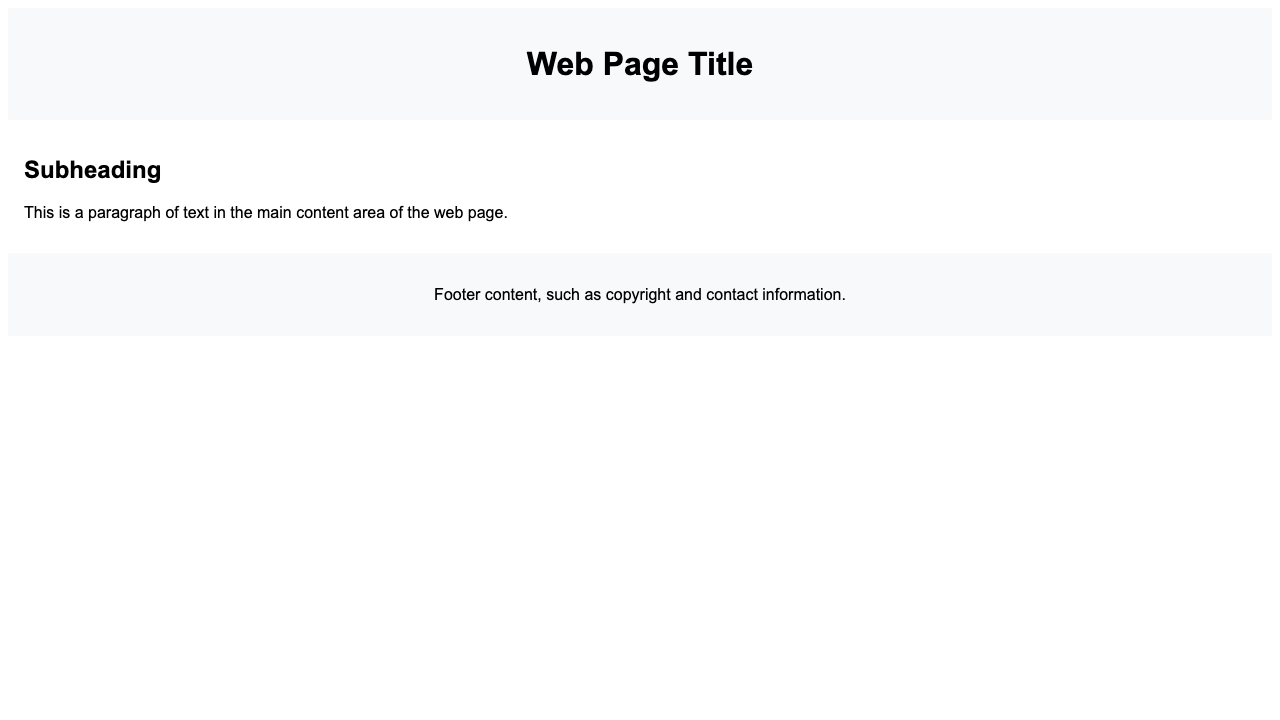 Web Page Title
Subheading
This is a paragraph of text in the main content area of the web page.
Footer content, such as copyright and contact information.